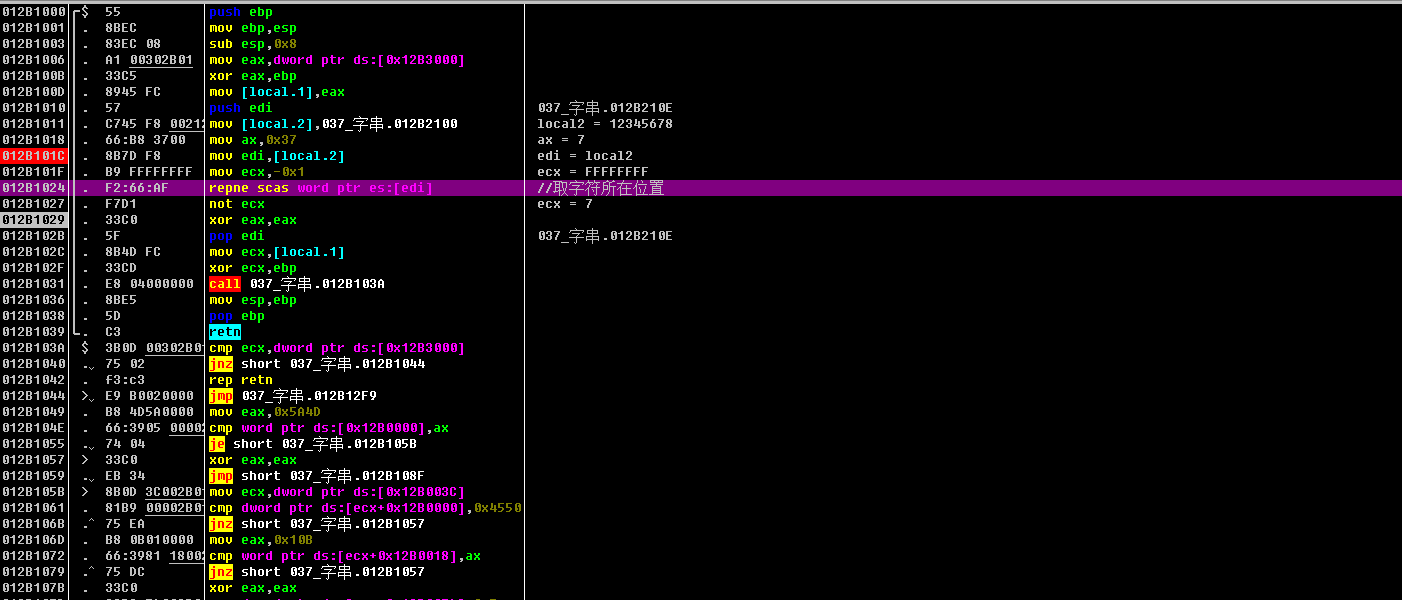 012B1000 $ 55 push ebp
012B1001 . 8BEC mov ebp,esp
012B1003 . 83EC 08 sub esp,0x8
012B1006 . A1 00302B01 mov eax,dword ptr ds:[0x12B3000]
012B100B . 33C5 xor eax,ebp
012B100D . 8945 FC mov [local.1],eax
012B1010 . 57 push edi 037_字串.012B210E
012B1011 . C745 F8 00212 mov [local.2],037_字串.012B2100 local2 = 12345678
012B1018 . 66:B8 3700 mov ax,0x37 ax = 7
012B101C . 8B7D F8 mov edi,[local.2] edi = local2
012B101F . B9 FFFFFFFF mov ecx,-0x1 ecx = FFFFFFFF
012B1024 . F2:66:AF repne scas word ptr es:[edi] //取字符所在位置
012B1027 . F7D1 not ecx ecx = 7
012B1029 . 33C0 xor eax,eax
012B102B . 5F pop edi 037_字串.012B210E
012B102C . 8B4D FC mov ecx,[local.1]
012B102F . 33CD xor ecx,ebp
012B1031 . E8 04000000 call 037_字串.012B103A
012B1036 . 8BE5 mov esp,ebp
012B1038 . 5D pop ebp
012B1039 . C3 retn
012B103A $ 3B0D 00302B0 cmp ecx,dword ptr ds:[0x12B3000]
012B1040 . 75 02 jnz short 037_字串.012B1044
012B1042 . f3:c3 rep retn
012B1044 > E9 B0020000 jmp 037_字串.012B12F9
012B1049 . B8 4D5A0000 mov eax,0x5A4D
012B104E . 66:3905 00002 cmp word ptr ds:[0x12B0000],ax
012B1055 . 74 04 je short 037_字串.012B105B
012B1057 > 33C0 xor eax,eax
012B1059 . EB 34 jmp short 037_字串.012B108F
012B105B > 8B0D 3C002B0 mov ecx,dword ptr ds:[0x12B003C]
012B1061 . 81B9 00002B0 cmp dword ptr ds:[ecx+0x12B0000],0x4550
012B106B .^ 75 EA jnz short 037_字串.012B1057
012B106D . B8 0B010000 mov eax,0x10B
012B1072 . 66:3981 18002 cmp word ptr ds:[ecx+0x12B0018],ax
012B1079 .^ 75 DC jnz short 037_字串.012B1057
012B107B . 33C0 xor eax,eax